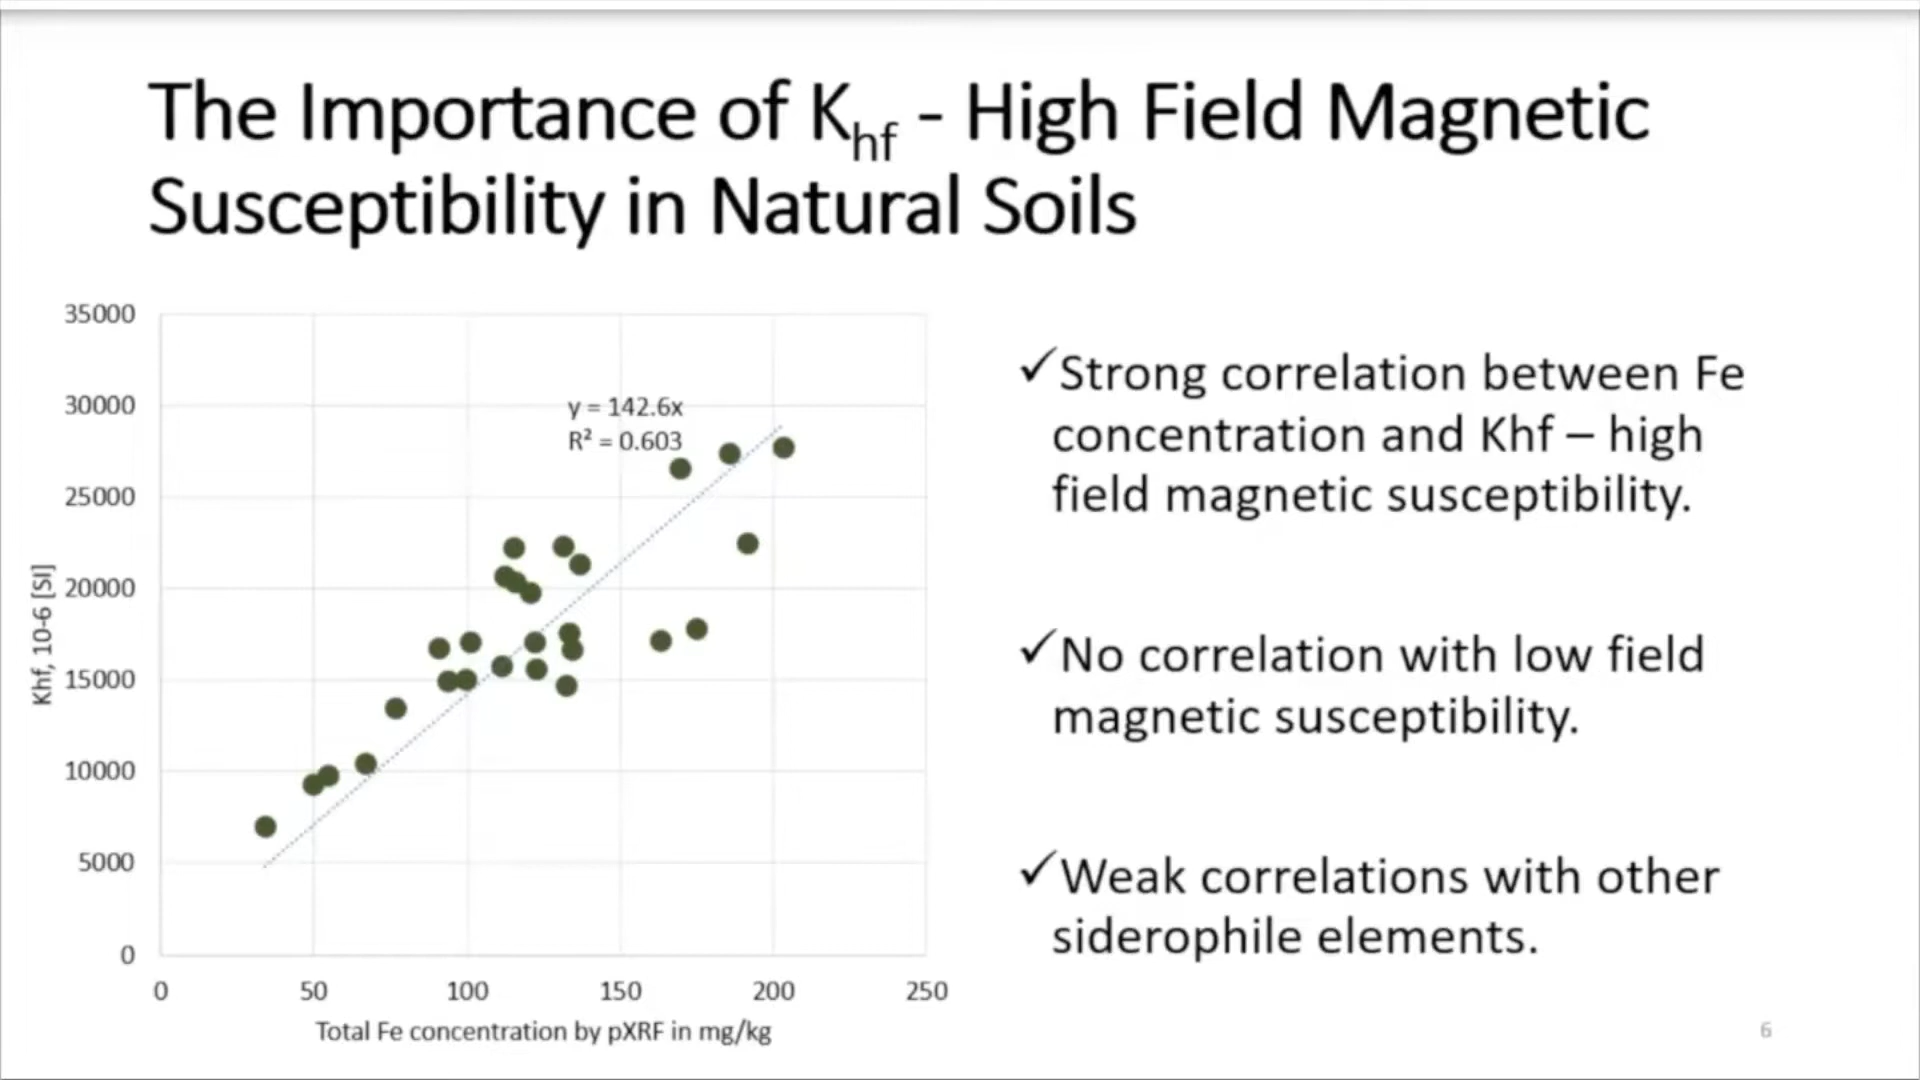 The Importance of Khf - High Field Magnetic
Susceptibility in Natural Soils
35000
30000
25000
20000
15000
10000
5000
0
Khf, 10-6 [SI]
y = 142.6x
R² = 0.603
0 50 100 150 200 250
Total Fe concentration by pXRF in mg/kg
✓Strong correlation between Fe
concentration and Khf – high
field magnetic susceptibility.
✓No correlation with low field
magnetic susceptibility.
✓Weak correlations with other
siderophile elements.
6